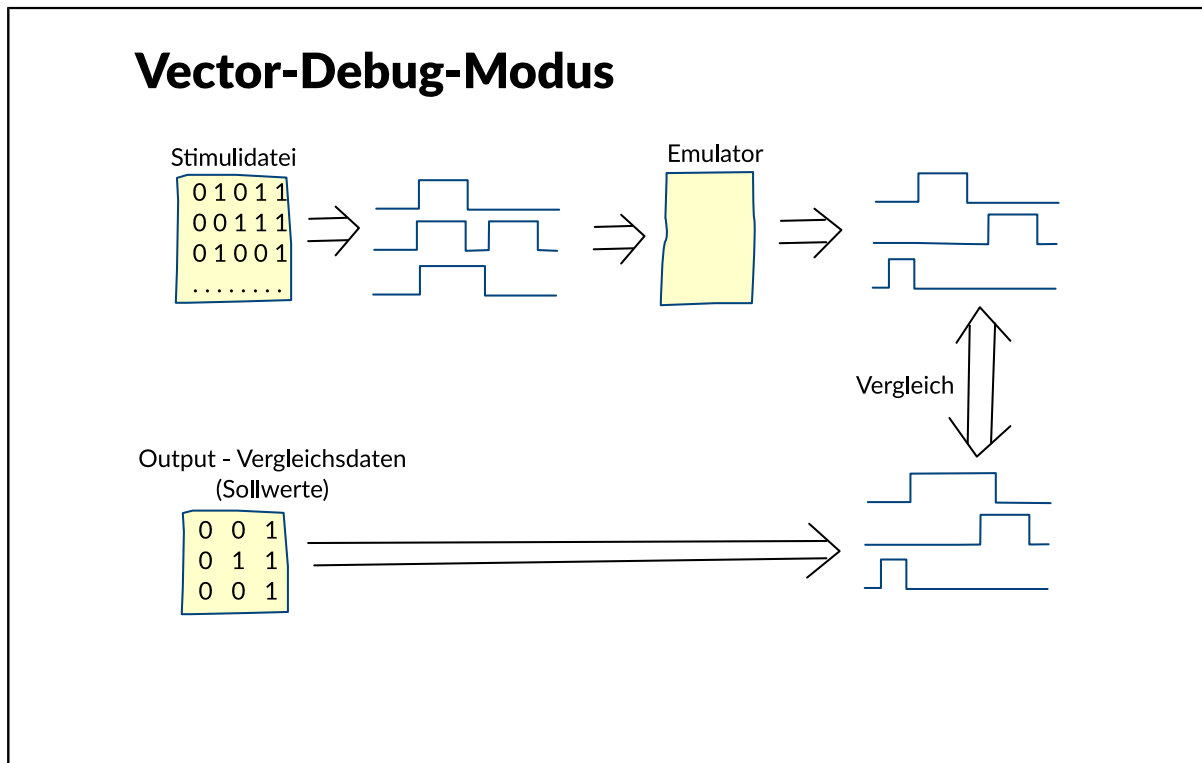 Vector-Debug-Modus
Stimulidatei
0 1 0 1 1
0 0 1 1 1
0 1 0 0 1
. . . . . . . .
Emulator
Vergleich
Output - Vergleichsdaten
(Sollwerte)
0 0 1
0 1 1
0 0 1